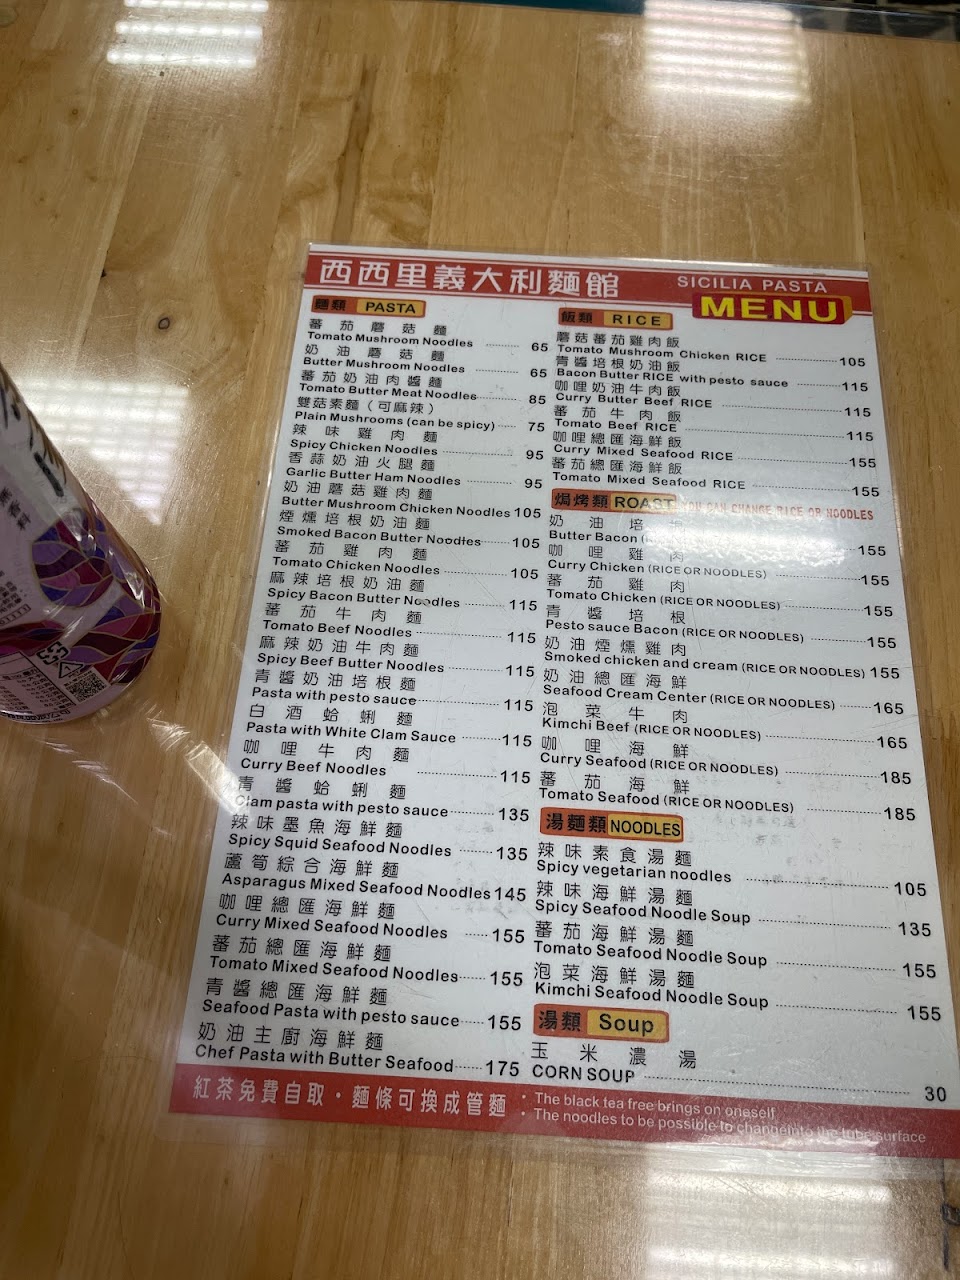 西西里義大利麵館
SICILIA PASTA
MENU
麵類 PASTA
蕃茄蘑菇麵
Tomato Mushroom Noodles 65
奶油蘑菇麵
Butter Mushroom Noodles 65
蕃茄奶油肉醬麵
Tomato Butter Meat Noodles 85
雙菇素麵(可麻辣)
Plain Mushrooms (can be spicy) 75
辣味雞肉麵
Spicy Chicken Noodles 95
香蒜奶油火腿麵
Garlic Butter Ham Noodles 95
奶油蘑菇雞肉麵
Butter Mushroom Chicken Noodles 105
煙燻培根奶油麵
Smoked Bacon Butter Noodles 105
蕃茄雞肉麵
Tomato Chicken Noodles 105
麻辣培根奶油麵
Spicy Bacon Butter Noodles 115
蕃茄牛肉麵
Tomato Beef Noodles 115
麻辣奶油牛肉麵
Spicy Beef Butter Noodles 115
青醬奶油培根麵
Pasta with pesto sauce 115
白酒蛤蜊麵
Pasta with White Clam Sauce 115
咖哩牛肉麵
Curry Beef Noodles 115
青醬蛤蜊麵
Clam pasta with pesto sauce 135
辣味墨魚海鮮麵
Spicy Squid Seafood Noodles 135
蘆筍綜合海鮮麵
Asparagus Mixed Seafood Noodles 145
咖哩總匯海鮮麵
Curry Mixed Seafood Noodles 155
蕃茄總匯海鮮麵
Tomato Mixed Seafood Noodles 155
青醬總匯海鮮麵
Seafood Pasta with pesto sauce 155
奶油主廚海鮮麵
Chef Pasta with Butter Seafood 175
飯類 RICE
蘑菇蕃茄雞肉飯
Tomato Mushroom Chicken RICE 105
青醬培根奶油飯
Bacon Butter RICE with pesto sauce 115
咖哩奶油牛肉飯
Curry Butter Beef RICE 115
蕃茄牛肉飯
Tomato Beef RICE 115
咖哩總匯海鮮飯
Curry Mixed Seafood RICE 155
蕃茄總匯海鮮飯
Tomato Mixed Seafood RICE 155
焗烤類 ROAST YOU CAN CHANGE RICE OR NOODLES
奶油培根
Butter Bacon 155
咖哩雞肉
Curry Chicken (RICE OR NOODLES) 155
蕃茄雞肉
Tomato Chicken (RICE OR NOODLES) 155
青醬培根
Pesto sauce Bacon (RICE OR NOODLES) 155
奶油煙燻雞肉
Smoked chicken and cream (RICE OR NOODLES) 155
奶油總匯海鮮
Seafood Cream Center (RICE OR NOODLES) 165
泡菜牛肉
Kimchi Beef (RICE OR NOODLES) 165
咖哩海鮮
Curry Seafood (RICE OR NOODLES) 185
蕃茄海鮮
Tomato Seafood (RICE OR NOODLES) 185
湯麵類 NOODLES
辣味素食湯麵
Spicy vegetarian noodles 105
辣味海鮮湯麵
Spicy Seafood Noodle Soup 135
蕃茄海鮮湯麵
Tomato Seafood Noodle Soup 155
泡菜海鮮湯麵
Kimchi Seafood Noodle Soup 155
湯類 Soup
玉米濃湯
CORN SOUP 30
紅茶免費自取・麵條可換成管麵
• The black tea free brings on oneself
• The noodles to be possible to changeinto the tube surface